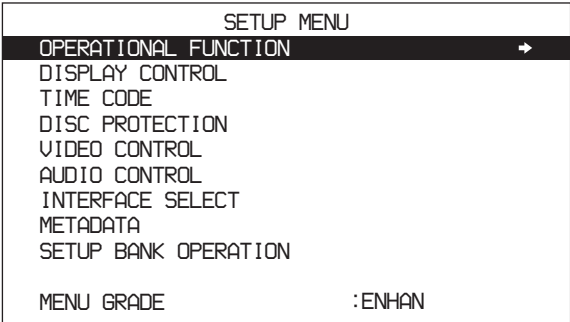 SETUP MENU
OPERATIONAL FUNCTION →
DISPLAY CONTROL
TIME CODE
DISC PROTECTION
VIDEO CONTROL
AUDIO CONTROL
INTERFACE SELECT
METADATA
SETUP BANK OPERATION
MENU GRADE :ENHAN